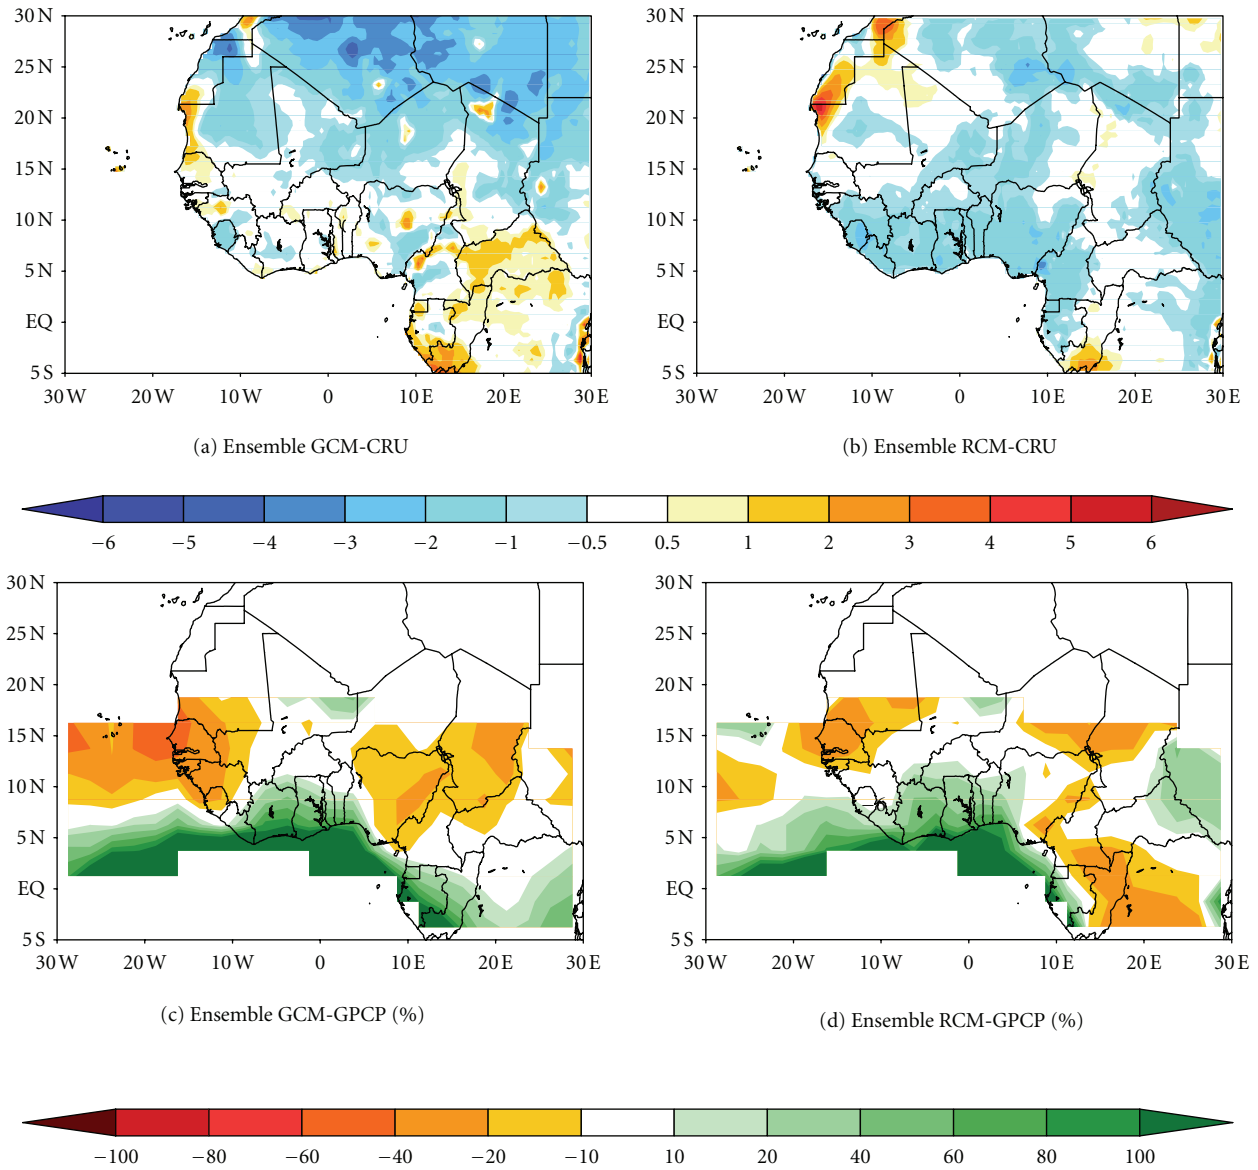 30 N
25 N
20 N
15 N
10 N
5 N
EQ
5 S
30 W 20 W 10 W 0 10 E 20 E 30 E
(a) Ensemble GCM-CRU
30 N
25 N
20 N
15 N
10 N
5 N
EQ
5 S
30 W 20 W 10 W 0 10 E 20 E 30 E
(b) Ensemble RCM-CRU
−6 −5 −4 −3 −2 −1 −0.5 0.5 1 2 3 4 5 6
30 N
25 N
20 N
15 N
10 N
5 N
EQ
5 S
30 W 20 W 10 W 0 10 E 20 E 30 E
(c) Ensemble GCM-GPCP (%)
30 N
25 N
20 N
15 N
10 N
5 N
EQ
5 S
30 W 20 W 10 W 0 10 E 20 E 30 E
(d) Ensemble RCM-GPCP (%)
−100 −80 −60 −40 −20 −10 10 20 40 60 80 100